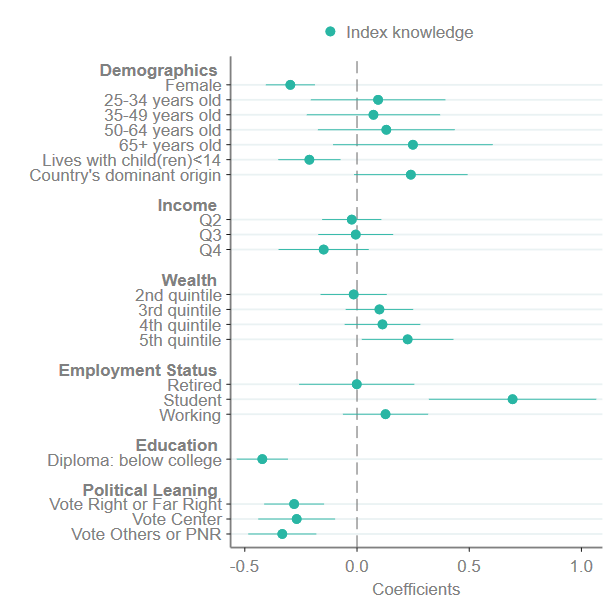 Index knowledge
Demographics
Female
25-34 years old
35-49 years old
50-64 years old
65+ years old
Lives with child(ren)<14
Country's dominant origin
Income
Q2
Q3
Q4
Wealth
2nd quintile
3rd quintile
4th quintile
5th quintile
Employment Status
Retired
Student
Working
Education
Diploma: below college
Political Leaning
Vote Right or Far Right
Vote Center
Vote Others or PNR
-0.5 0.0 0.5 1.0
Coefficients